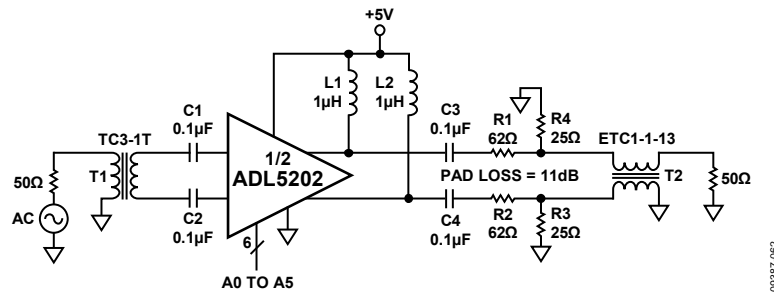 +5V
L1
1µH
L2
1µH
C1
0.1µF
C3
0.1µF
R1
62Ω
R4
25Ω
TC3-1T
ETC1-1-13
50Ω
T1
1/2
ADL5202
PAD LOSS = 11dB
T2
50Ω
AC
C2
0.1µF
C4
0.1µF
R2
62Ω
R3
25Ω
6
A0 TO A5
09387-062